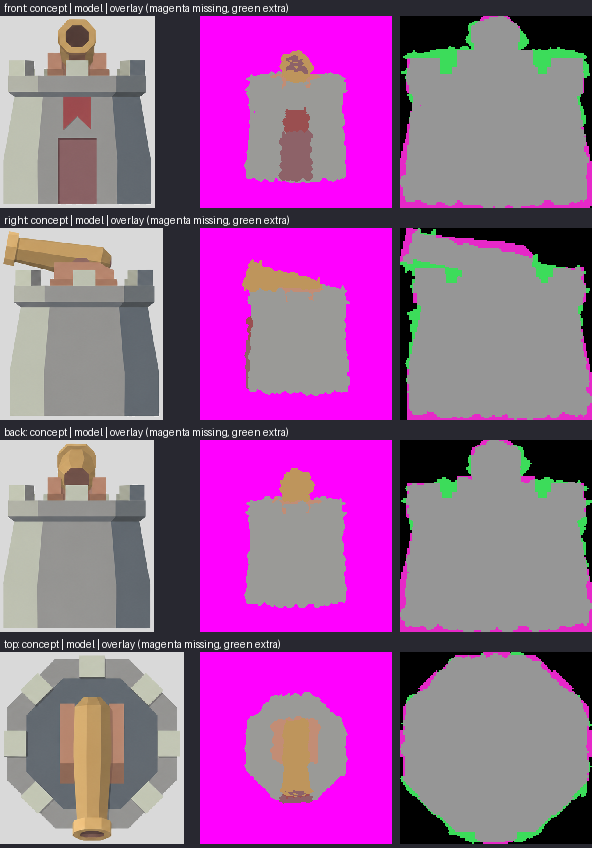 front: concept | model | overlay (magenta missing, green extra)
right: concept | model | overlay (magenta missing, green extra)
back: concept | model | overlay (magenta missing, green extra)
top: concept | model | overlay (magenta missing, green extra)